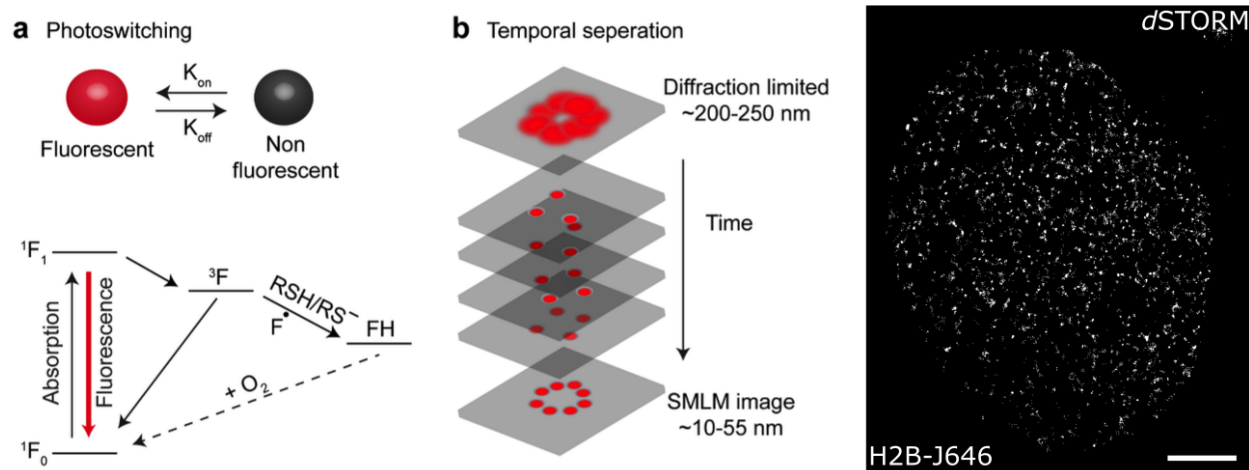 a Photoswitching
K_on
K_off
Fluorescent
Non
fluorescent
¹F₁
³F
RSH/RS⁻
F•
FH
Absorption
Fluorescence
+ O₂
¹F₀
b Temporal seperation
Diffraction limited
~200-250 nm
Time
SMLM image
~10-55 nm
dSTORM
H2B-J646